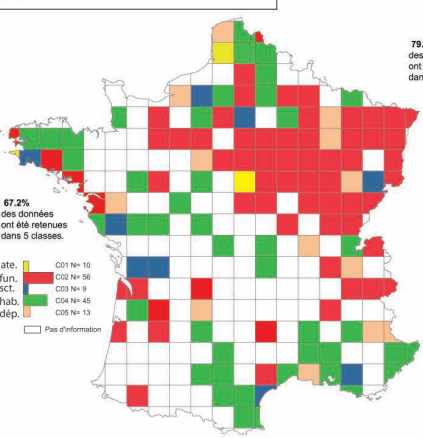 79.
des
ont
dan
67.2%
des données
ont été retenues
dans 5 classes.
ate. C01 N= 10
fun. C02 N= 56
sct. C03 N= 9
hab. C04 N= 45
dép. C05 N= 13
Pas d'information